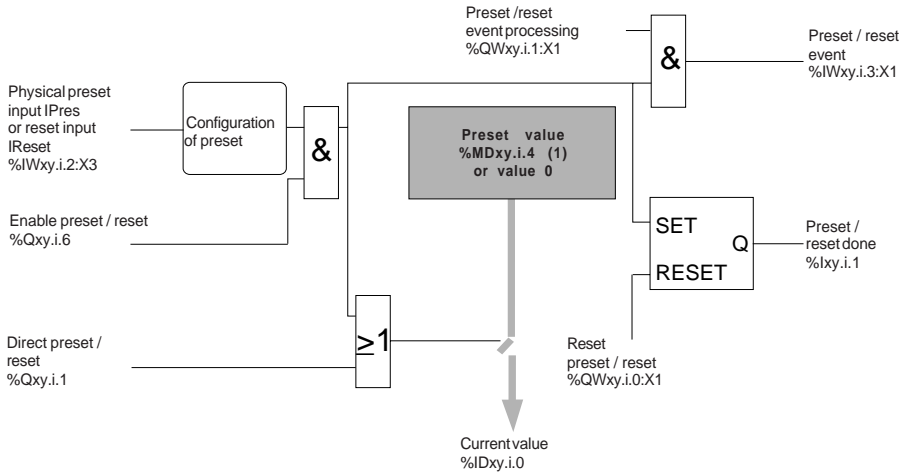 Preset /reset
event processing
%QWxy.i.1:X1
Preset / reset
event
%IWxy.i.3:X1
&
Physical preset
input IPres
or reset input
IReset
%IWxy.i.2:X3
Configuration
of preset
&
Preset value
%MDxy.i.4 (1)
or value 0
Enable preset / reset
%Qxy.i.6
SET
Q
RESET
Preset /
reset done
%Ixy.i.1
Direct preset /
reset
%Qxy.i.1
≥1
Reset
preset / reset
%QWxy.i.0:X1
Current value
%IDxy.i.0